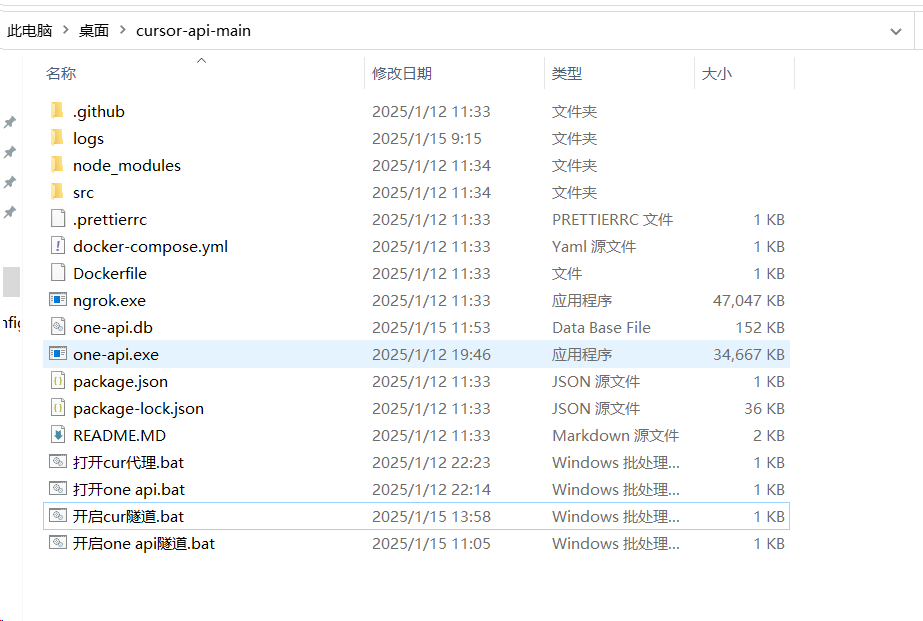 此电脑 > 桌面 > cursor-api-main
名称 修改日期 类型 大小
.github 2025/1/12 11:33 文件夹
logs 2025/1/15 9:15 文件夹
node_modules 2025/1/12 11:34 文件夹
src 2025/1/12 11:34 文件夹
.prettierrc 2025/1/12 11:33 PRETTIERRC 文件 1 KB
docker-compose.yml 2025/1/12 11:33 Yaml 源文件 1 KB
Dockerfile 2025/1/12 11:33 文件 1 KB
ngrok.exe 2025/1/12 11:33 应用程序 47,047 KB
one-api.db 2025/1/15 11:53 Data Base File 152 KB
one-api.exe 2025/1/12 19:46 应用程序 34,667 KB
package.json 2025/1/12 11:33 JSON 源文件 1 KB
package-lock.json 2025/1/12 11:33 JSON 源文件 36 KB
README.MD 2025/1/12 11:33 Markdown 源文件 2 KB
打开cur代理.bat 2025/1/12 22:23 Windows 批处理... 1 KB
打开one api.bat 2025/1/12 22:14 Windows 批处理... 1 KB
开启cur隧道.bat 2025/1/15 13:58 Windows 批处理... 1 KB
开启one api隧道.bat 2025/1/15 11:05 Windows 批处理... 1 KB